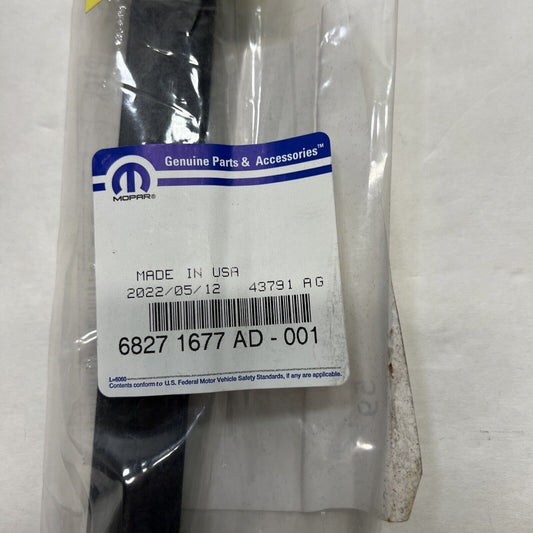 Genuine Parts & Accessories™
MOPAR®
MADE IN USA
2022/05/12 43791 AG
6827 1677 AD - 001
L=6060
Contents conform to U.S. Federal Motor Vehicle Safety Standards, if any are applicable.